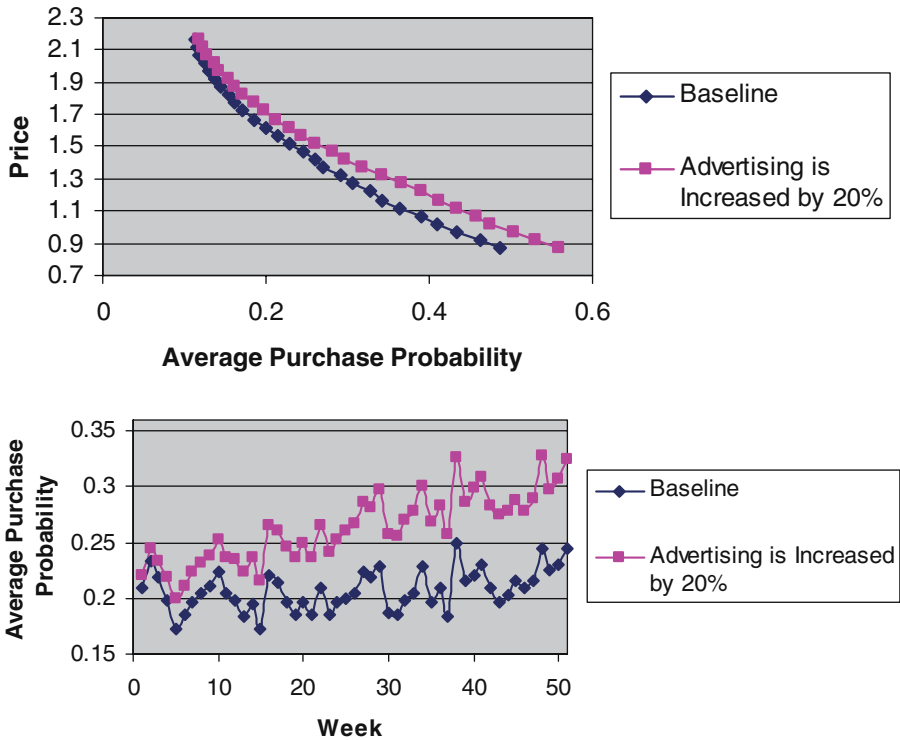 2.3
2.1
1.9
1.7
1.5
1.3
1.1
0.9
0.7
Price
0 0.2 0.4 0.6
Average Purchase Probability
Baseline
Advertising is
Increased by 20%
0.35
0.3
0.25
0.2
0.15
Average Purchase
Probability
0 10 20 30 40 50
Week
Baseline
Advertising is Increased
by 20%